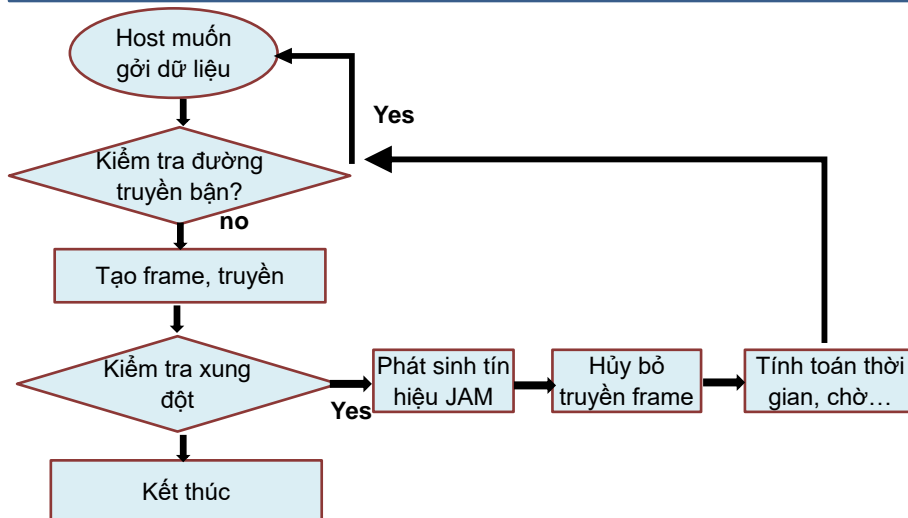 Host muốn
gởi dữ liệu
Yes
Kiểm tra đường
truyền bận?
no
Tạo frame, truyền
Kiểm tra xung
đột
Yes
Phát sinh tín
hiệu JAM
Hủy bỏ
truyền frame
Tính toán thời
gian, chờ…
Kết thúc